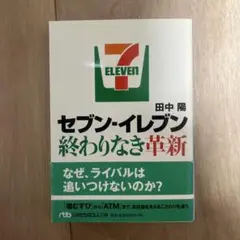 7
ELEVEN
田中 陽
セブン-イレブン
終わりなき革新
なぜ、ライバルは
追いつけないのか?